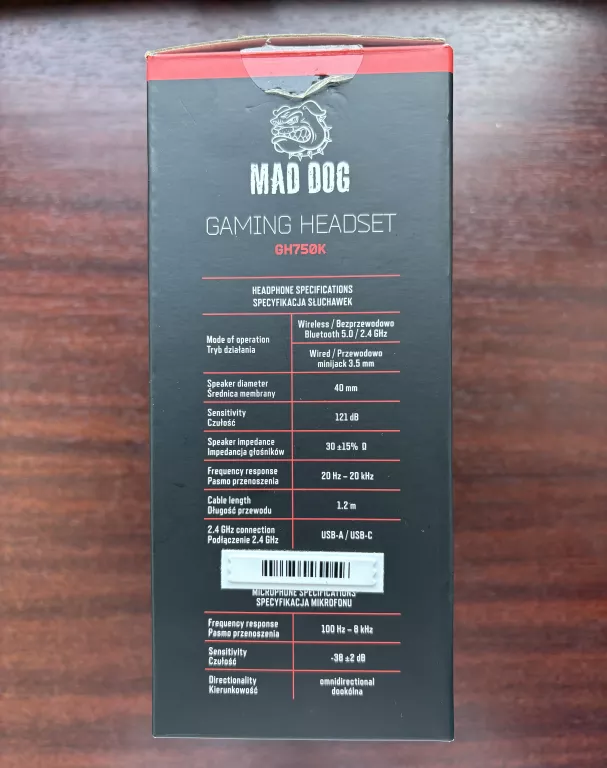 MAD DOG
GAMING HEADSET
GH750K
HEADPHONE SPECIFICATIONS
SPECYFIKACJA SŁUCHAWEK
Mode of operation
Tryb działania
Wireless / Bezprzewodowo
Bluetooth 5.0 / 2.4 GHz
Wired / Przewodowo
minijack 3.5 mm
Speaker diameter
Średnica membrany
40 mm
Sensitivity
Czułość
121 dB
Speaker impedance
Impedancja głośników
30 ±15% Ω
Frequency response
Pasmo przenoszenia
20 Hz – 20 kHz
Cable length
Długość przewodu
1.2 m
2.4 GHz connection
Podłączenie 2.4 GHz
USB-A / USB-C
MICROPHONE SPECIFICATIONS
SPECYFIKACJA MIKROFONU
Frequency response
Pasmo przenoszenia
100 Hz – 8 kHz
Sensitivity
Czułość
-38 ±2 dB
Directionality
Kierunkowość
omnidirectional
dookólna